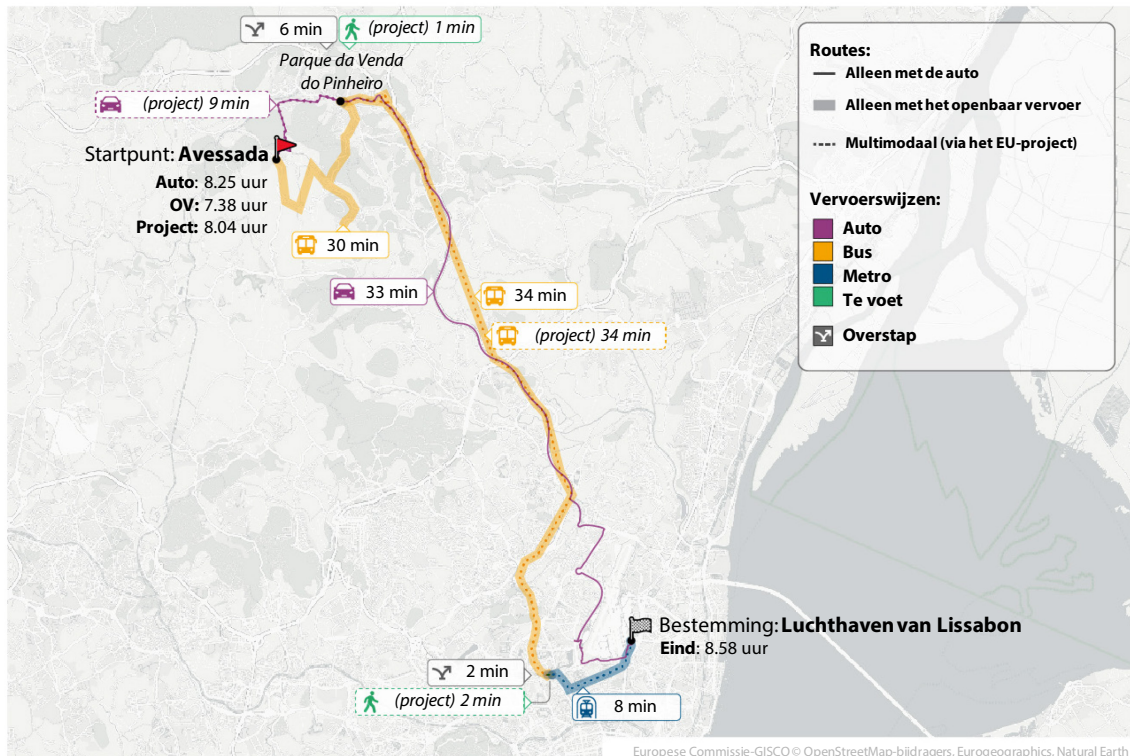 6 min
(project) 1 min
Parque da Venda
do Pinheiro
(project) 9 min
Startpunt: Avessada
Auto: 8.25 uur
OV: 7.38 uur
Project: 8.04 uur
30 min
33 min
34 min
(project) 34 min
Routes:
Alleen met de auto
Alleen met het openbaar vervoer
Multimodaal (via het EU-project)
Vervoerswijzen:
Auto
Bus
Metro
Te voet
Overstap
Bestemming: Luchthaven van Lissabon
Eind: 8.58 uur
2 min
(project) 2 min
8 min
Europese Commissie-GISCO © OpenStreetMap-bijdragers, Eurogeographics, Natural Earth